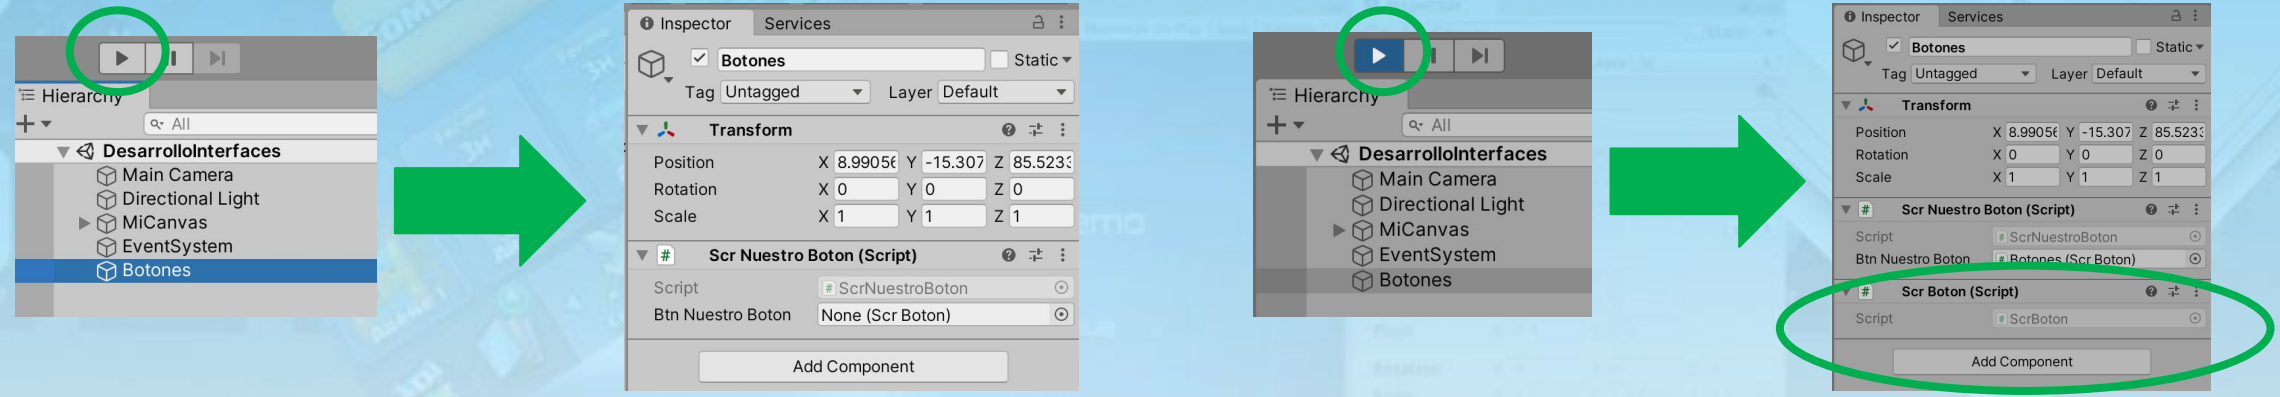 Hierarchy
All
DesarrolloInterfaces
Main Camera
Directional Light
MiCanvas
EventSystem
Botones
Inspector Services
Botones Static
Tag Untagged Layer Default
Transform
Position X 8.99056 Y -15.307 Z 85.5233
Rotation X 0 Y 0 Z 0
Scale X 1 Y 1 Z 1
# Scr Nuestro Boton (Script)
Script # ScrNuestroBoton
Btn Nuestro Boton None (Scr Boton)
Add Component
Hierarchy
All
DesarrolloInterfaces
Main Camera
Directional Light
MiCanvas
EventSystem
Botones
Inspector Services
Botones Static
Tag Untagged Layer Default
Transform
Position X 8.99056 Y -15.307 Z 85.5233
Rotation X 0 Y 0 Z 0
Scale X 1 Y 1 Z 1
# Scr Nuestro Boton (Script)
Script # ScrNuestroBoton
Btn Nuestro Boton # Botones (Scr Boton)
# Scr Boton (Script)
Script # ScrBoton
Add Component